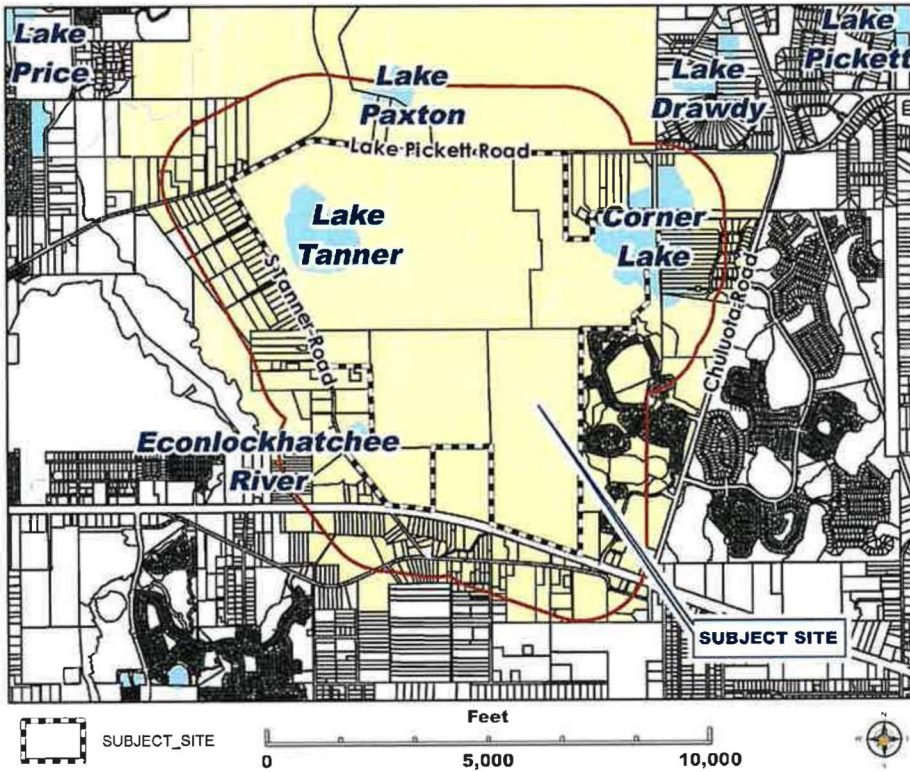 Lake
Price
Lake
Paxton
Lake
Drawdy
Lake
Pickett
Lake Pickett Road
Lake
Tanner
Corner
Lake
S Tanner Road
Chuluota Road
Econlockhatchee
River
SUBJECT SITE
SUBJECT_SITE
Feet
0
5,000
10,000